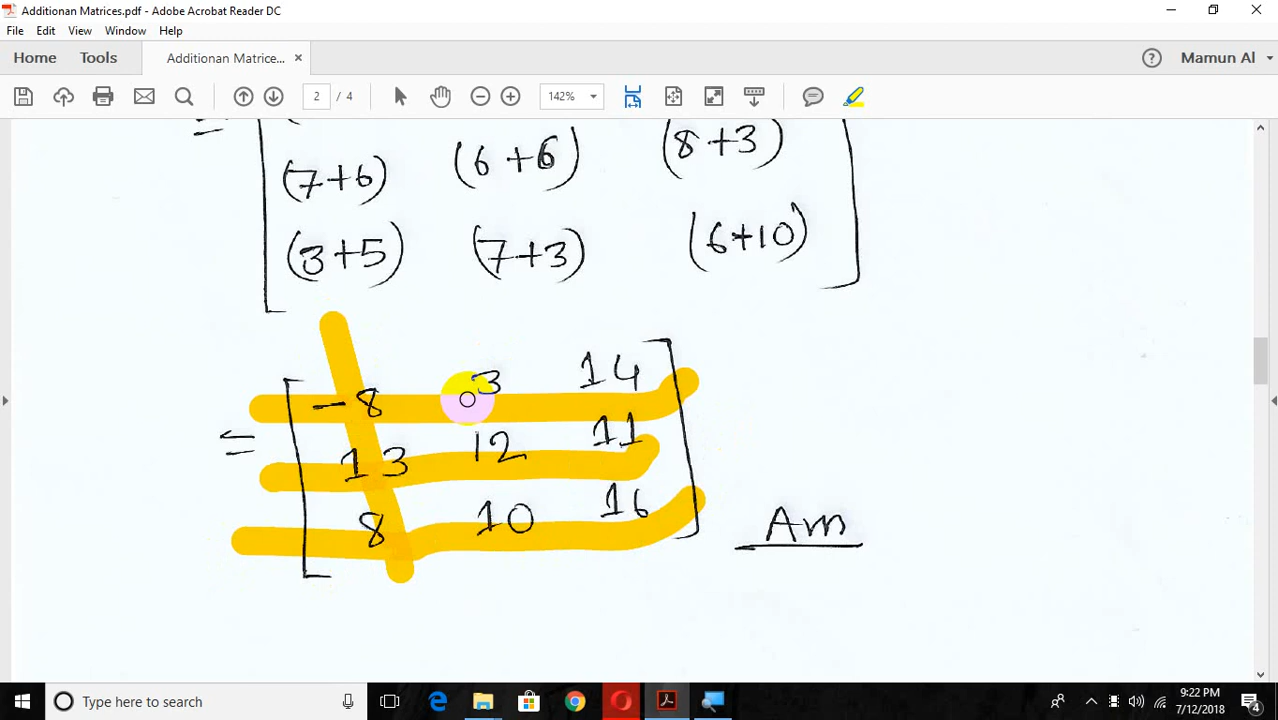 Additionan Matrices.pdf - Adobe Acrobat Reader DC
File Edit View Window Help
Home Tools Additionan Matrice... × Mamun Al
2 / 4 142%
=
(7+6) (6+6) (8+3)
(3+5) (7+3) (6+10)
-8 3 14
= 13 12 11
8 10 16
Ans
Type here to search
9:22 PM
7/12/2018
4